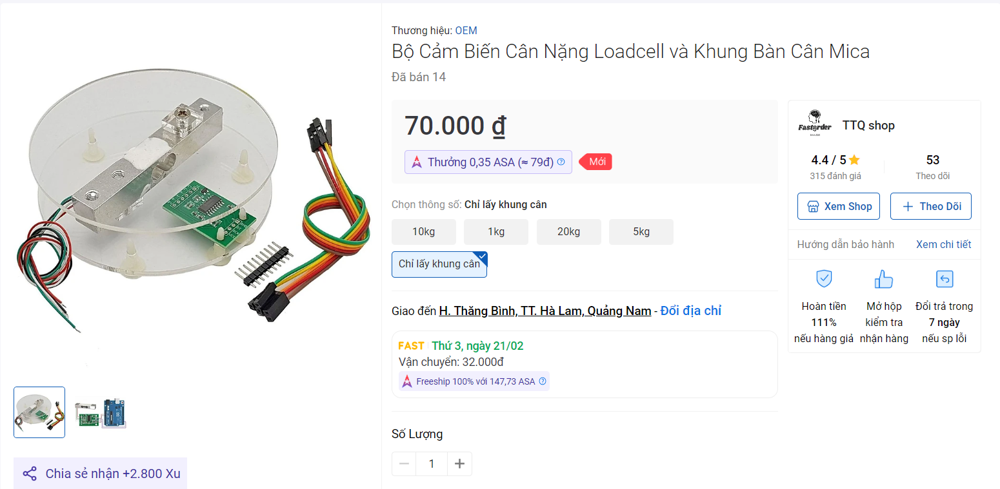 Thương hiệu: OEM
Bộ Cảm Biến Cân Nặng Loadcell và Khung Bàn Cân Mica
Đã bán 14
70.000 ₫
Thưởng 0,35 ASA (≈ 79đ)
Mới
Chọn thông số: Chỉ lấy khung cân
10kg
1kg
20kg
5kg
Chỉ lấy khung cân
Giao đến H. Thăng Bình, TT. Hà Lam, Quảng Nam - Đổi địa chỉ
FAST Thứ 3, ngày 21/02
Vận chuyển: 32.000đ
Freeship 100% với 147,73 ASA
Số Lượng
1
Chia sẻ nhận +2.800 Xu
Fastorder
TTQ shop
4.4 / 5
315 đánh giá
53
Theo dõi
Xem Shop
Theo Dõi
Hướng dẫn bảo hành
Xem chi tiết
Hoàn tiền
111%
nếu hàng giả
Mở hộp
kiểm tra
nhận hàng
Đổi trả trong
7 ngày
nếu sp lỗi